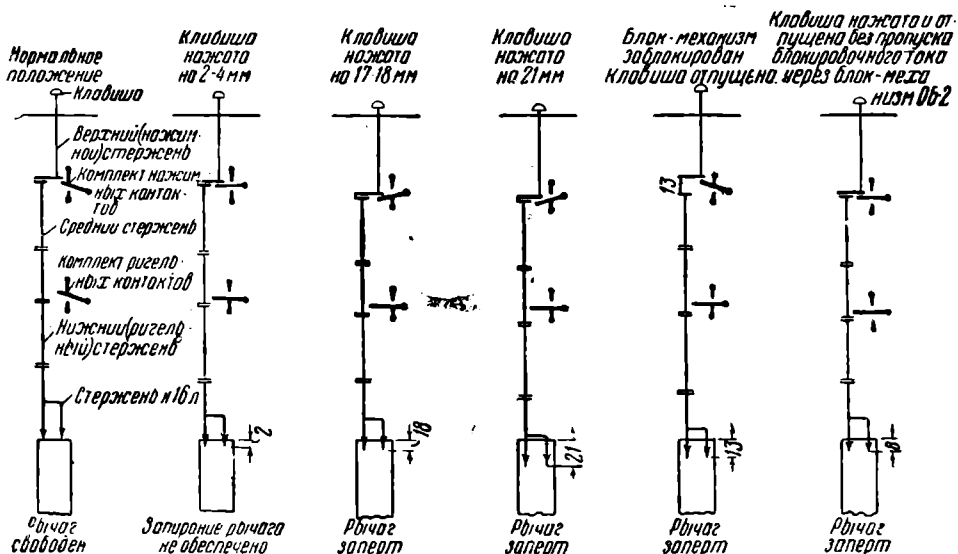 Нормальное
положение
Клавиша
Верхний (нажим-
ной) стержень
Комплект нажим-
ных контак-
тов
Средний стержень
Комплект ригель-
ных контактов
Нижний (ригель-
ный) стержень
Стержень н16л
Рычаг
свободен
Клавиша
нажата
на 2-4 мм
2
Запирание рычага
не обеспечено
Клавиша
нажата
на 17-18 мм
18
Рычаг
заперт
Клавиша
нажата
на 21 мм
21
Рычаг
заперт
Блок-механизм
заблокирован
Клавиша отпущена.
13
13
Рычаг
заперт
Клавиша нажата и от-
пущена без пропуска
блокировочного тока
через блок-меха
низм Об-2
8
Рычаг
заперт